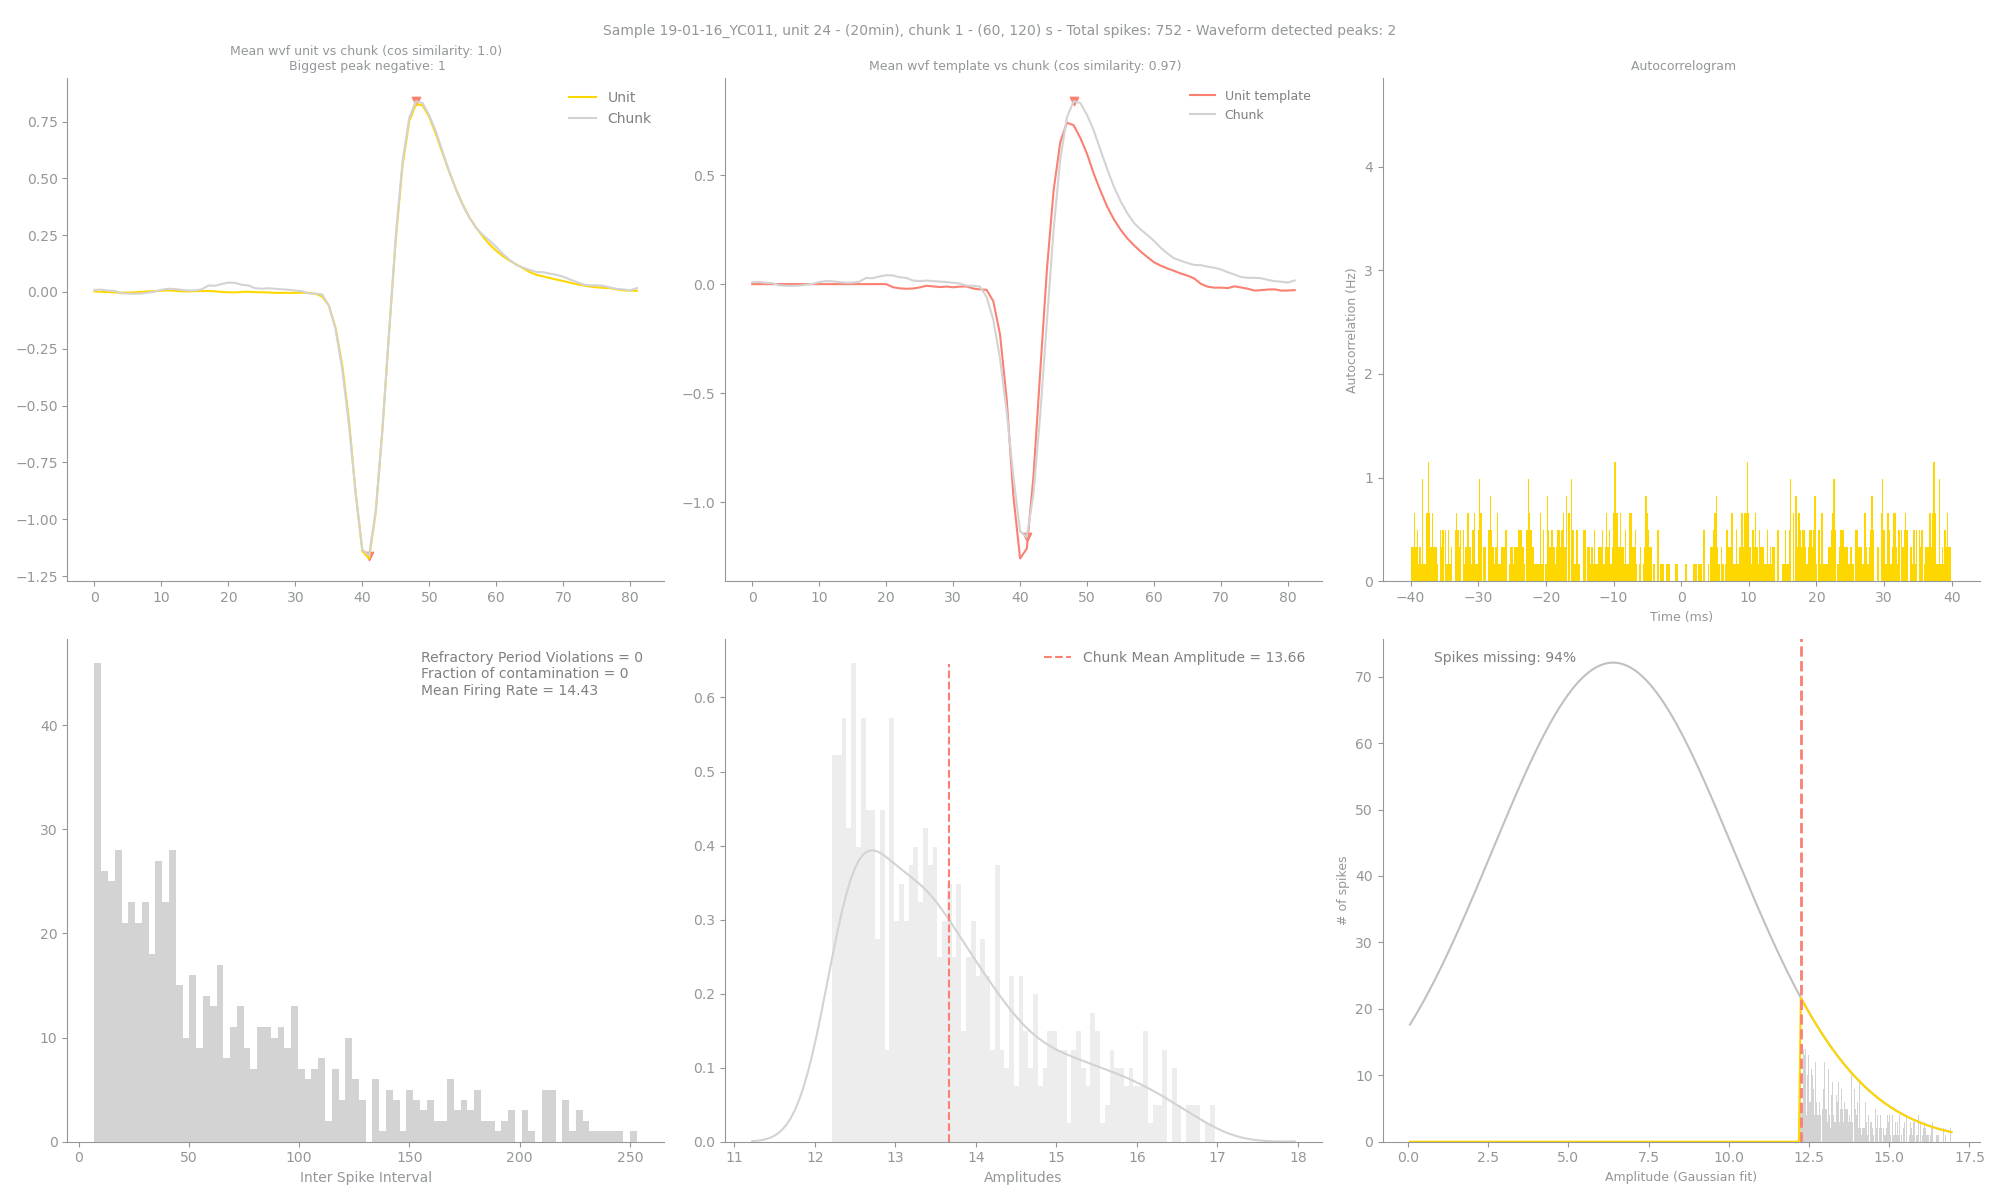 Sample 19-01-16_YC011, unit 24 - (20min), chunk 1 - (60, 120) s - Total spikes: 752 - Waveform detected peaks: 2
Mean wvf unit vs chunk (cos similarity: 1.0)
Biggest peak negative: 1
Unit
Chunk
0.75
0.50
0.25
0.00
−0.25
−0.50
−0.75
−1.00
−1.25
0 10 20 30 40 50 60 70 80
Mean wvf template vs chunk (cos similarity: 0.97)
Unit template
Chunk
0.5
0.0
−0.5
−1.0
0 10 20 30 40 50 60 70 80
Autocorrelogram
Autocorrelation (Hz)
4
3
2
1
0
−40 −30 −20 −10 0 10 20 30 40
Time (ms)
Refractory Period Violations = 0
Fraction of contamination = 0
Mean Firing Rate = 14.43
40
30
20
10
0
0 50 100 150 200 250
Inter Spike Interval
Chunk Mean Amplitude = 13.66
0.6
0.5
0.4
0.3
0.2
0.1
0.0
11 12 13 14 15 16 17 18
Amplitudes
Spikes missing: 94%
# of spikes
70
60
50
40
30
20
10
0
0.0 2.5 5.0 7.5 10.0 12.5 15.0 17.5
Amplitude (Gaussian fit)